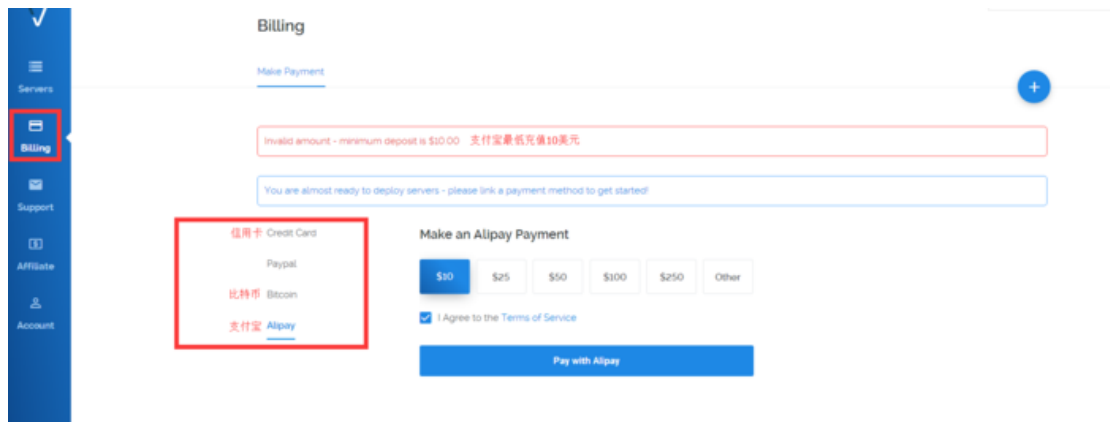 Billing
Make Payment
Servers
Billing
Support
Affiliate
Account
+
Invalid amount - minimum deposit is $10.00 支付宝最低充值10美元
You are almost ready to deploy servers - please link a payment method to get started!
信用卡 Credit Card
Paypal
比特币 Bitcoin
支付宝 Alipay
Make an Alipay Payment
$10 $25 $50 $100 $250 Other
I Agree to the Terms of Service
Pay with Alipay